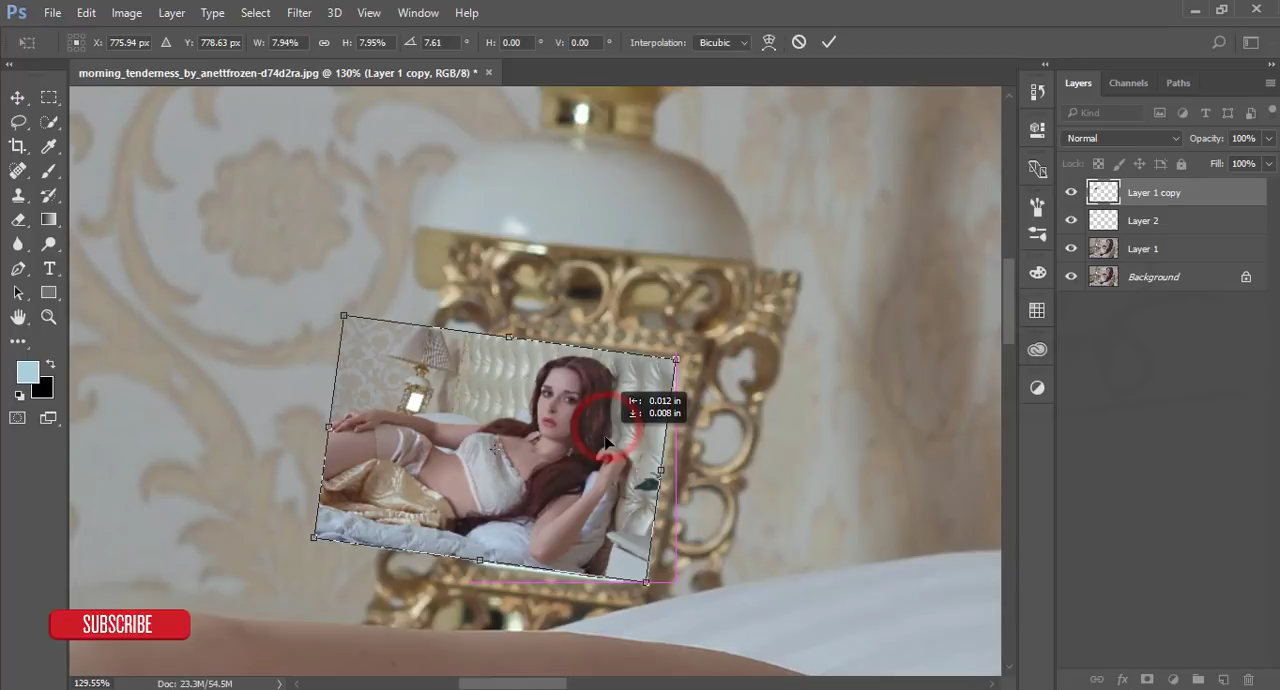 Ps File Edit Image Layer Type Select Filter 3D View Window Help
X: 775.94 px Y: 778.63 px W: 7.94% H: 7.95% 7.61 ° H: 0.00 ° V: 0.00 ° Interpolation: Bicubic
morning_tenderness_by_anettfrozen-d74d2ra.jpg @ 130% (Layer 1 copy, RGB/8) * ×
Layers Channels Paths
Kind
Normal Opacity: 100%
Lock: Fill: 100%
Layer 1 copy
Layer 2
Layer 1
Background
0.012 in
0.008 in
SUBSCRIBE
129.55% Doc: 23.3M/54.5M